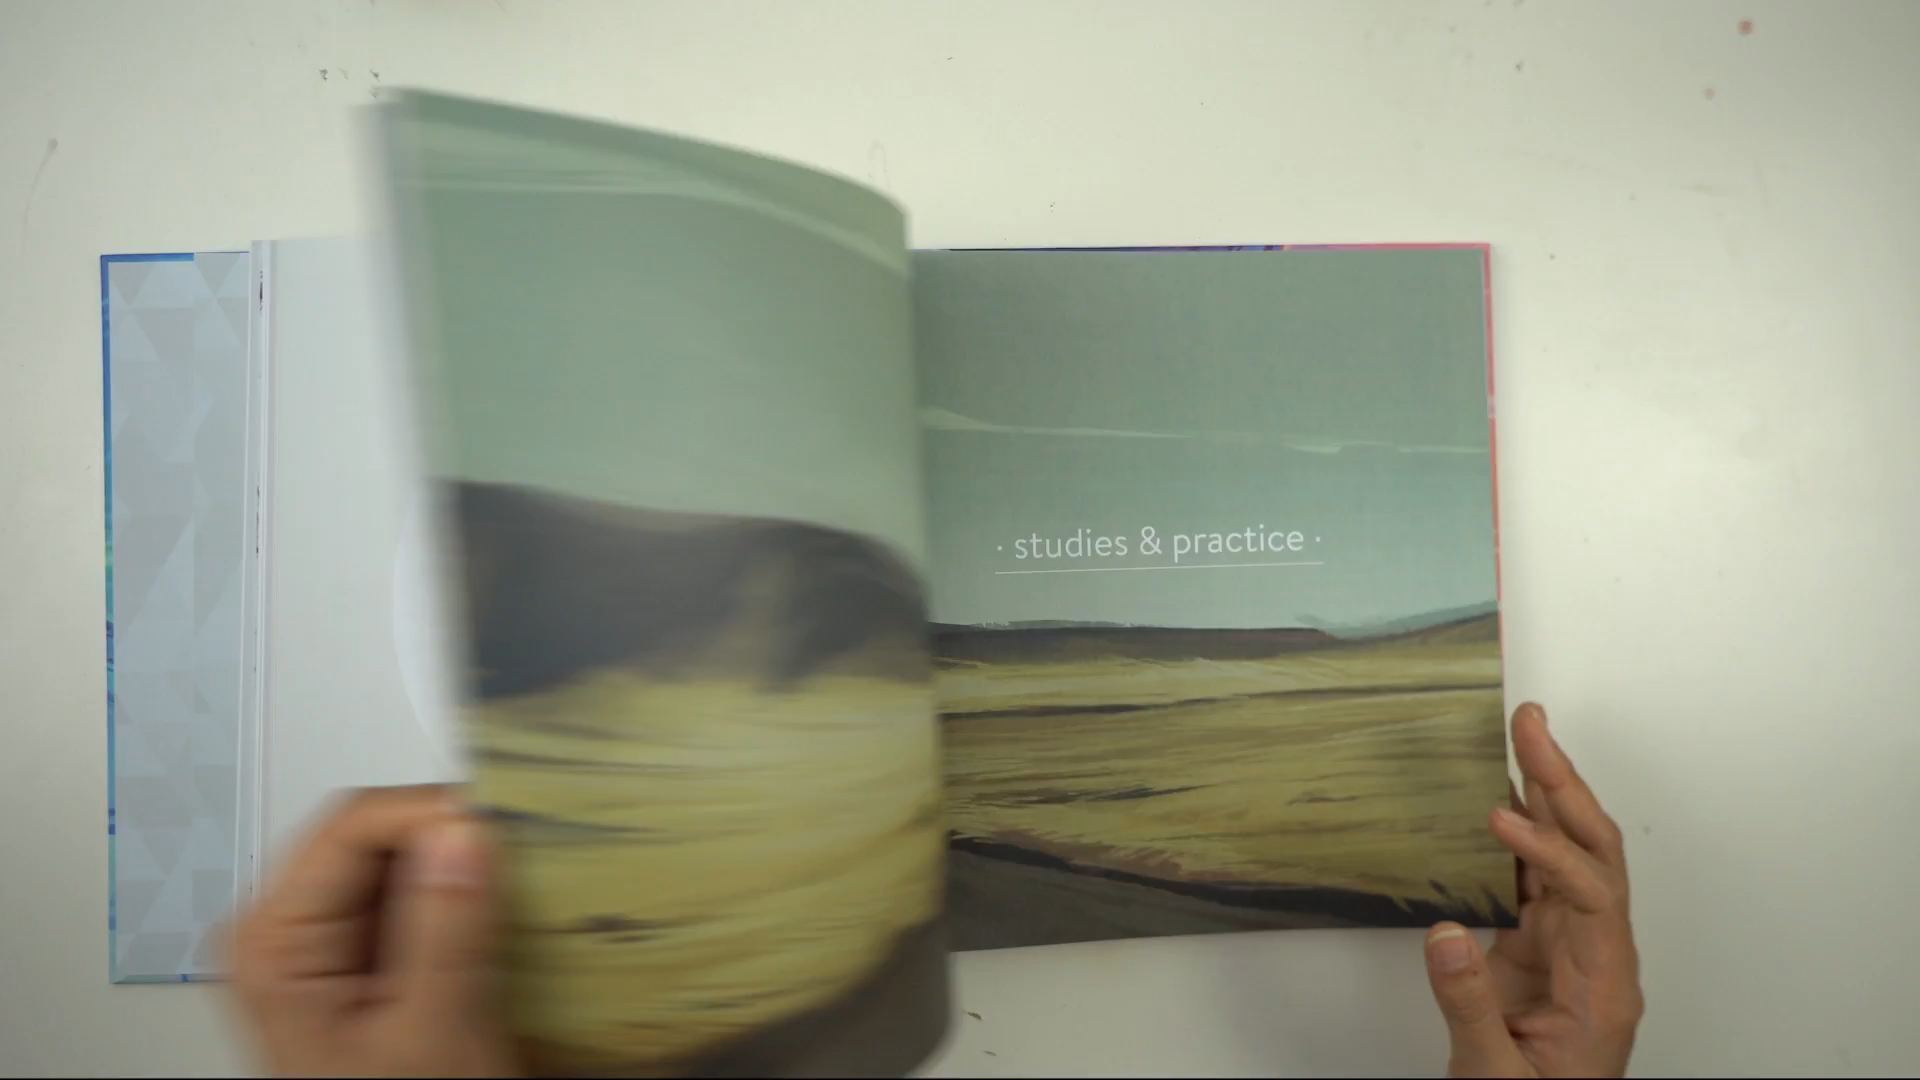 · studies & practice ·